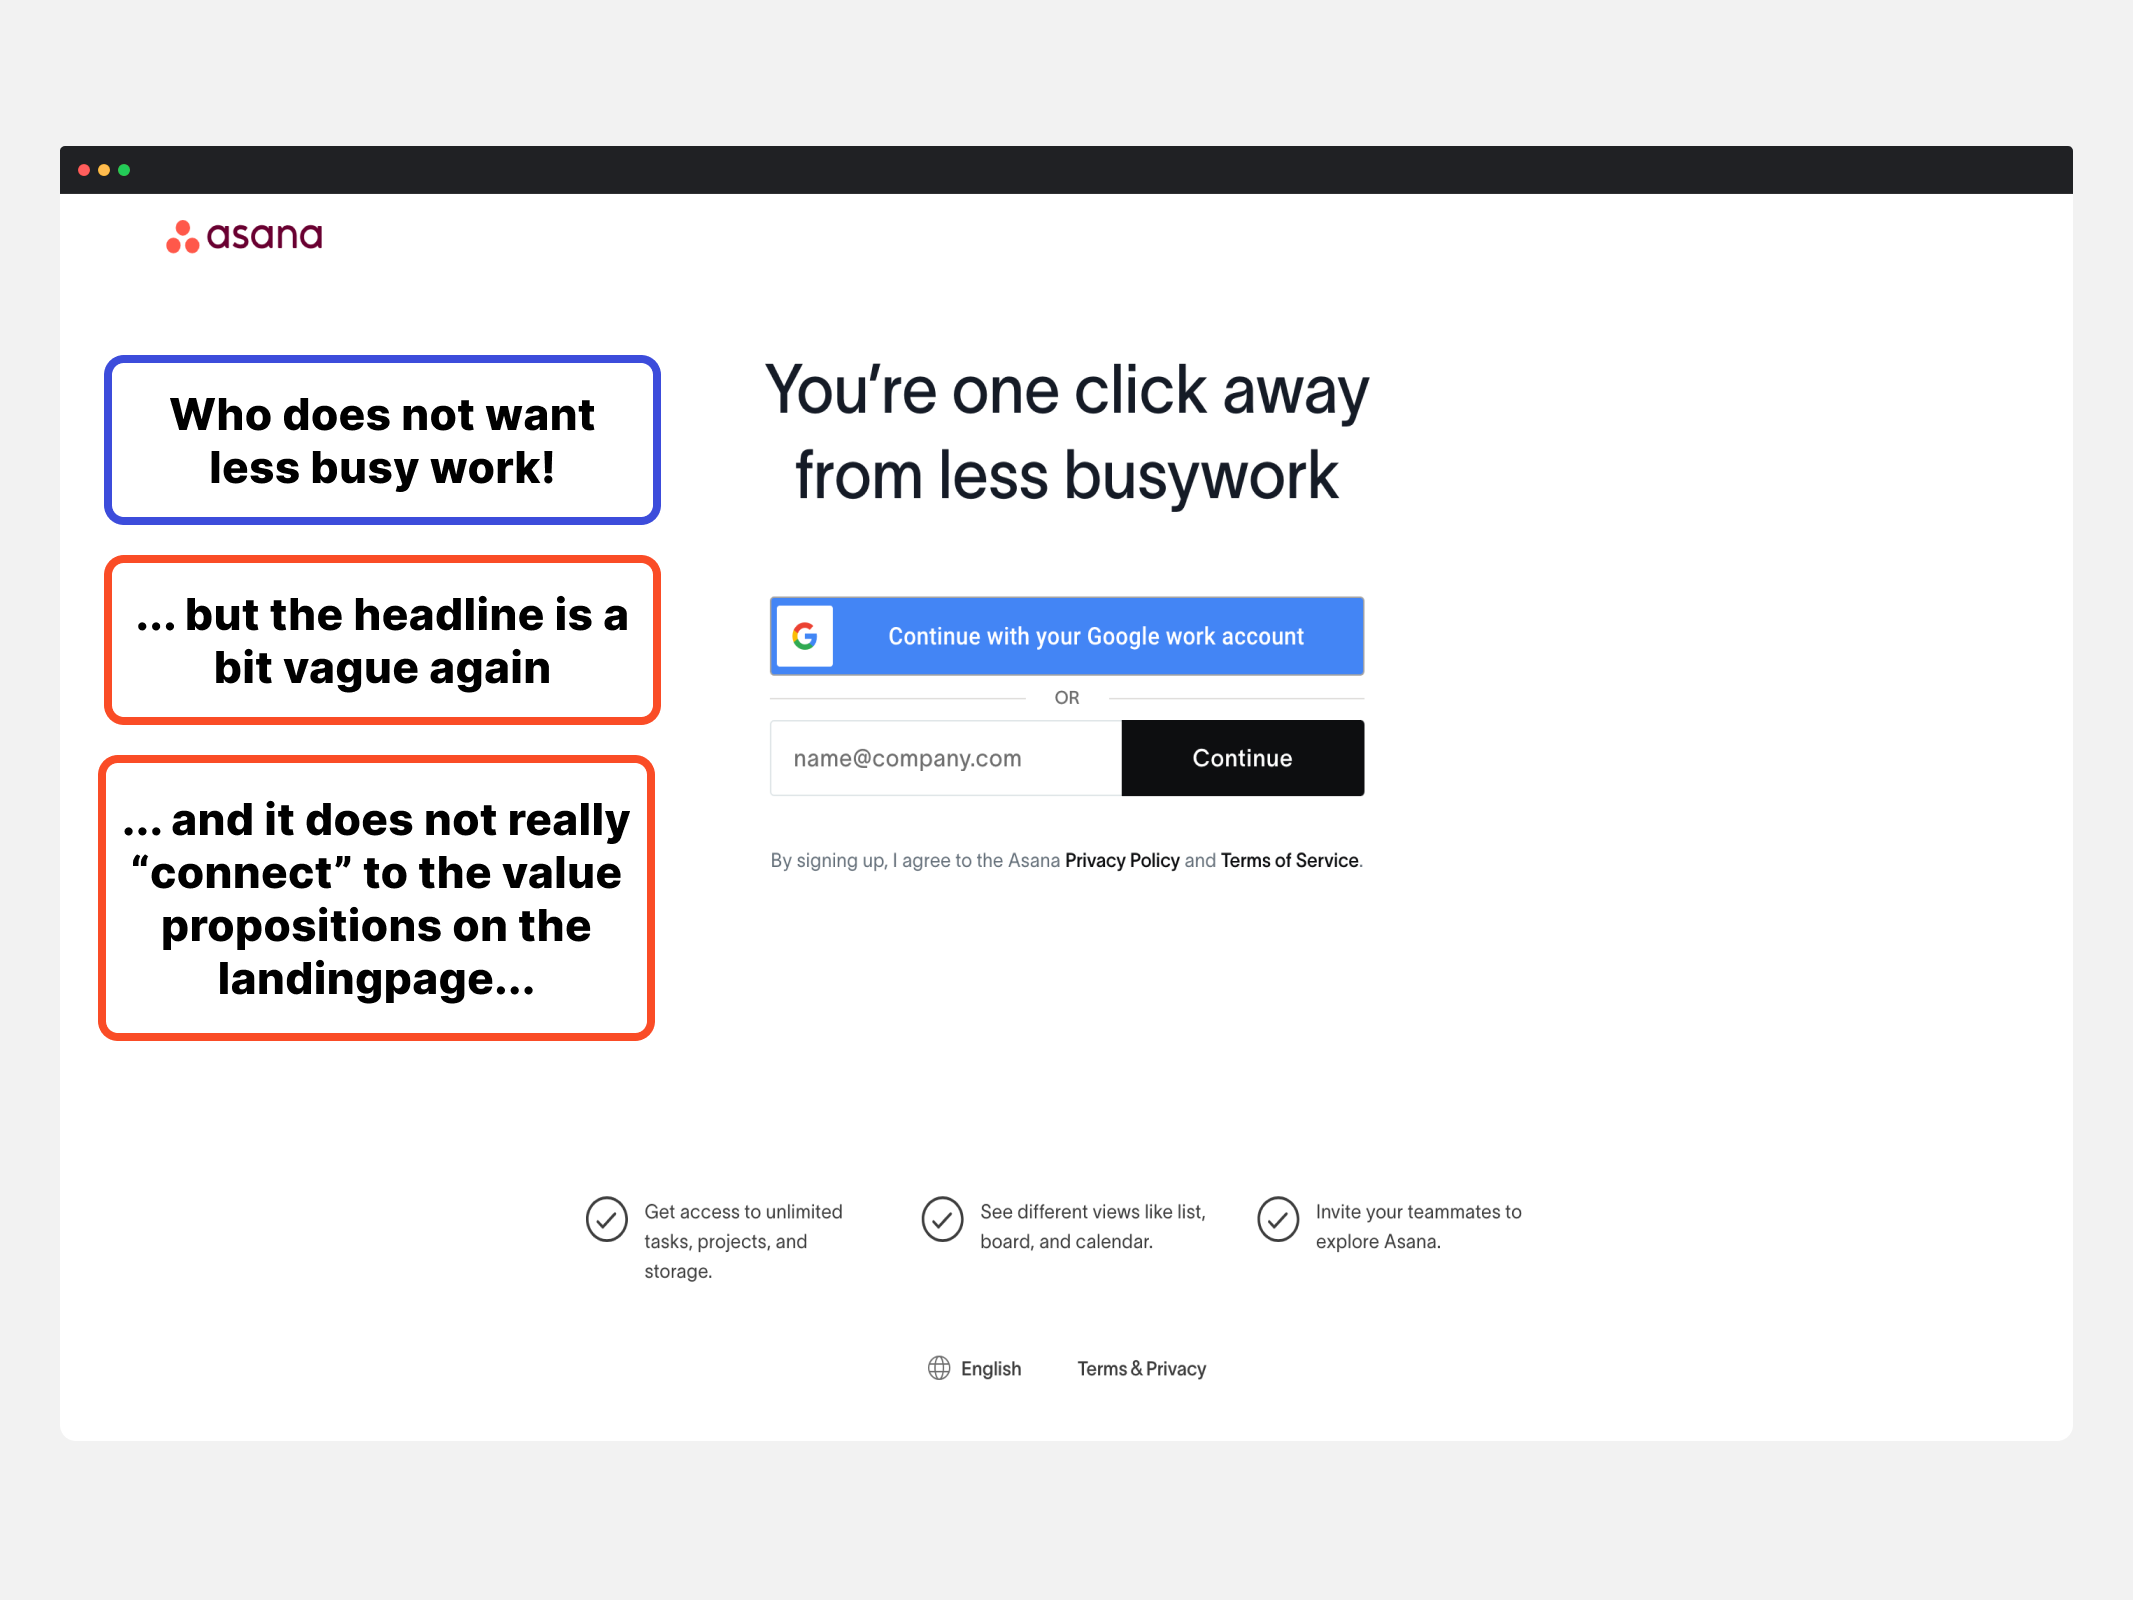 asana
Who does not want
less busy work!
... but the headline is a
bit vague again
... and it does not really
“connect” to the value
propositions on the
landingpage...
You’re one click away
from less busywork
Continue with your Google work account
OR
name@company.com
Continue
By signing up, I agree to the Asana Privacy Policy and Terms of Service.
Get access to unlimited
tasks, projects, and
storage.
See different views like list,
board, and calendar.
Invite your teammates to
explore Asana.
English
Terms & Privacy